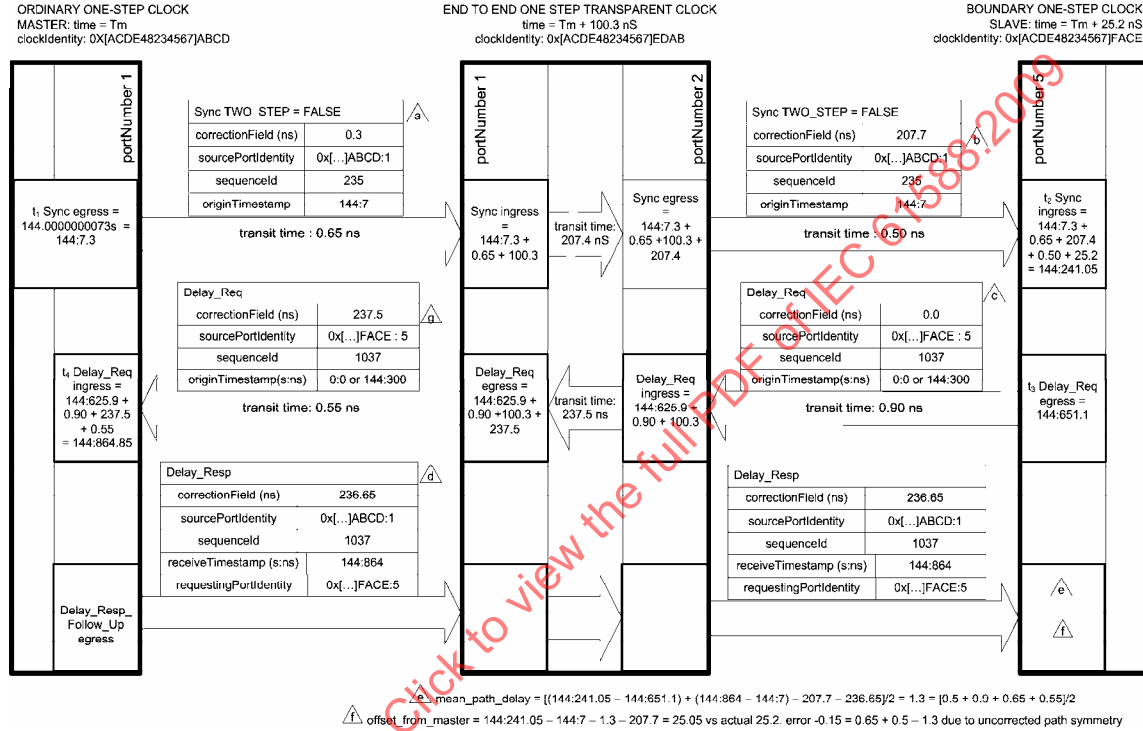 ORDINARY ONE-STEP CLOCK
MASTER: time = Tm
clockIdentity: 0X[ACDE48234567]ABCD
END TO END ONE STEP TRANSPARENT CLOCK
time = Tm + 100.3 nS
clockIdentity: 0x[ACDE48234567]EDAB
BOUNDARY ONE-STEP CLOCK
SLAVE: time = Tm + 25.2 nS
clockIdentity: 0x[ACDE48234567]FACE
portNumber 1
portNumber 1
portNumber 2
portNumber 5
Sync TWO_STEP = FALSE
a
correctionField (ns) 0.3
sourcePortIdentity 0x[...]ABCD:1
sequenceId 235
originTimestamp 144:7
Sync TWO_STEP = FALSE
b
correctionField (ns) 207.7
sourcePortIdentity 0x[...]ABCD:1
sequenceId 235
originTimestamp 144:7
t1 Sync egress =
144.0000000073s =
144:7.3
transit time : 0.65 ns
Sync ingress
=
144:7.3 +
0.65 + 100.3
transit time:
207.4 nS
Sync egress
=
144:7.3 +
0.65 +100.3 +
207.4
transit time : 0.50 ns
t2 Sync
ingress =
144:7.3 +
0.65 + 207.4
+ 0.50 + 25.2
= 144:241.05
Delay_Req
g
correctionField (ns) 237.5
sourcePortIdentity 0x[...]FACE : 5
sequenceId 1037
originTimestamp(s:ns) 0:0 or 144:300
Delay_Req
c
correctionField (ns) 0.0
sourcePortIdentity 0x[...]FACE : 5
sequenceId 1037
originTimestamp(s:ns) 0:0 or 144:300
t4 Delay_Req
ingress =
144:625.9 +
0.90 + 237.5
+ 0.55
= 144:864.85
transit time: 0.55 ns
Delay_Req
egress =
144:625.9 +
0.90 +100.3 +
237.5
transit time:
237.5 ns
Delay_Req
ingress =
144:625.9 +
0.90 + 100.3
transit time: 0.90 ns
t3 Delay_Req
egress =
144:651.1
Delay_Resp
d
correctionField (ns) 236.65
sourcePortIdentity 0x[...]ABCD:1
sequenceId 1037
receiveTimestamp (s:ns) 144:864
requestingPortIdentity 0x[...]FACE:5
Delay_Resp
correctionField (ns) 236.65
sourcePortIdentity 0x[...]ABCD:1
sequenceId 1037
receiveTimestamp (s:ns) 144:864
requestingPortIdentity 0x[...]FACE:5
Delay_Resp_
Follow_Up
egress
e
f
e mean_path_delay = [(144:241.05 – 144:651.1) + (144:864 – 144:7) – 207.7 – 236.65]/2 = 1.3 = [0.5 + 0.9 + 0.65 + 0.55]/2
f offset_from_master = 144:241.05 – 144:7 – 1.3 – 207.7 = 25.05 vs actual 25.2. error -0.15 = 0.65 + 0.5 – 1.3 due to uncorrected path symmetry
Click to view the full PDF of IEC 61588:2009